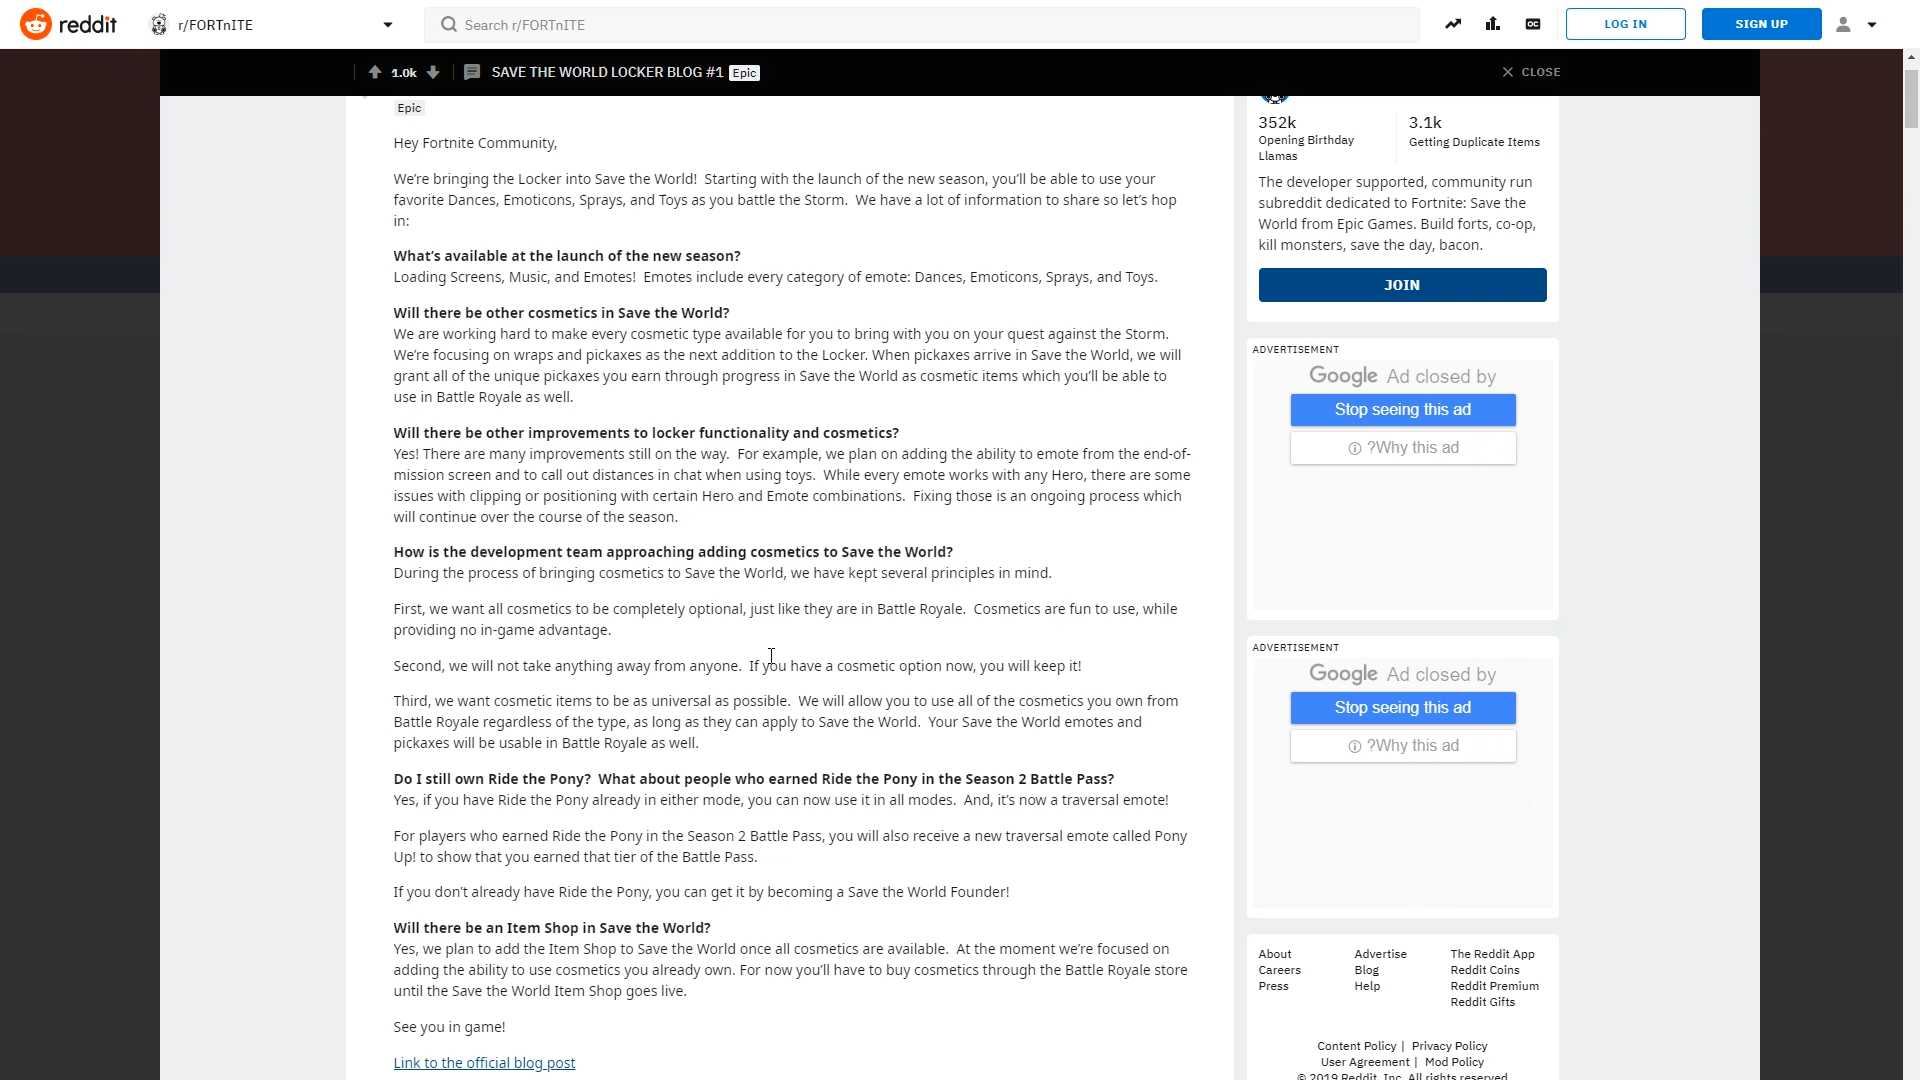 reddit
r/FORTnITE
Search r/FORTnITE
LOG IN
SIGN UP
1.0k
SAVE THE WORLD LOCKER BLOG #1 Epic
CLOSE
Epic
Hey Fortnite Community,
We're bringing the Locker into Save the World!  Starting with the launch of the new season, you'll be able to use your
favorite Dances, Emoticons, Sprays, and Toys as you battle the Storm.  We have a lot of information to share so let's hop
in:
What's available at the launch of the new season?
Loading Screens, Music, and Emotes!  Emotes include every category of emote: Dances, Emoticons, Sprays, and Toys.
Will there be other cosmetics in Save the World?
We are working hard to make every cosmetic type available for you to bring with you on your quest against the Storm.
We're focusing on wraps and pickaxes as the next addition to the Locker. When pickaxes arrive in Save the World, we will
grant all of the unique pickaxes you earn through progress in Save the World as cosmetic items which you'll be able to
use in Battle Royale as well.
Will there be other improvements to locker functionality and cosmetics?
Yes! There are many improvements still on the way.  For example, we plan on adding the ability to emote from the end-of-
mission screen and to call out distances in chat when using toys.  While every emote works with any Hero, there are some
issues with clipping or positioning with certain Hero and Emote combinations.  Fixing those is an ongoing process which
will continue over the course of the season.
How is the development team approaching adding cosmetics to Save the World?
During the process of bringing cosmetics to Save the World, we have kept several principles in mind.
First, we want all cosmetics to be completely optional, just like they are in Battle Royale.  Cosmetics are fun to use, while
providing no in-game advantage.
Second, we will not take anything away from anyone.  If you have a cosmetic option now, you will keep it!
Third, we want cosmetic items to be as universal as possible.  We will allow you to use all of the cosmetics you own from
Battle Royale regardless of the type, as long as they can apply to Save the World.  Your Save the World emotes and
pickaxes will be usable in Battle Royale as well.
Do I still own Ride the Pony?  What about people who earned Ride the Pony in the Season 2 Battle Pass?
Yes, if you have Ride the Pony already in either mode, you can now use it in all modes.  And, it's now a traversal emote!
For players who earned Ride the Pony in the Season 2 Battle Pass, you will also receive a new traversal emote called Pony
Up! to show that you earned that tier of the Battle Pass.
If you don't already have Ride the Pony, you can get it by becoming a Save the World Founder!
Will there be an Item Shop in Save the World?
Yes, we plan to add the Item Shop to Save the World once all cosmetics are available.  At the moment we're focused on
adding the ability to use cosmetics you already own. For now you'll have to buy cosmetics through the Battle Royale store
until the Save the World Item Shop goes live.
See you in game!
Link to the official blog post
352k
Opening Birthday
Llamas
3.1k
Getting Duplicate Items
The developer supported, community run
subreddit dedicated to Fortnite: Save the
World from Epic Games. Build forts, co-op,
kill monsters, save the day, bacon.
JOIN
ADVERTISEMENT
Google Ad closed by
Stop seeing this ad
?Why this ad
ADVERTISEMENT
Google Ad closed by
Stop seeing this ad
?Why this ad
About
Careers
Press
Advertise
Blog
Help
The Reddit App
Reddit Coins
Reddit Premium
Reddit Gifts
Content Policy | Privacy Policy
User Agreement | Mod Policy
© 2019 Reddit, Inc. All rights reserved